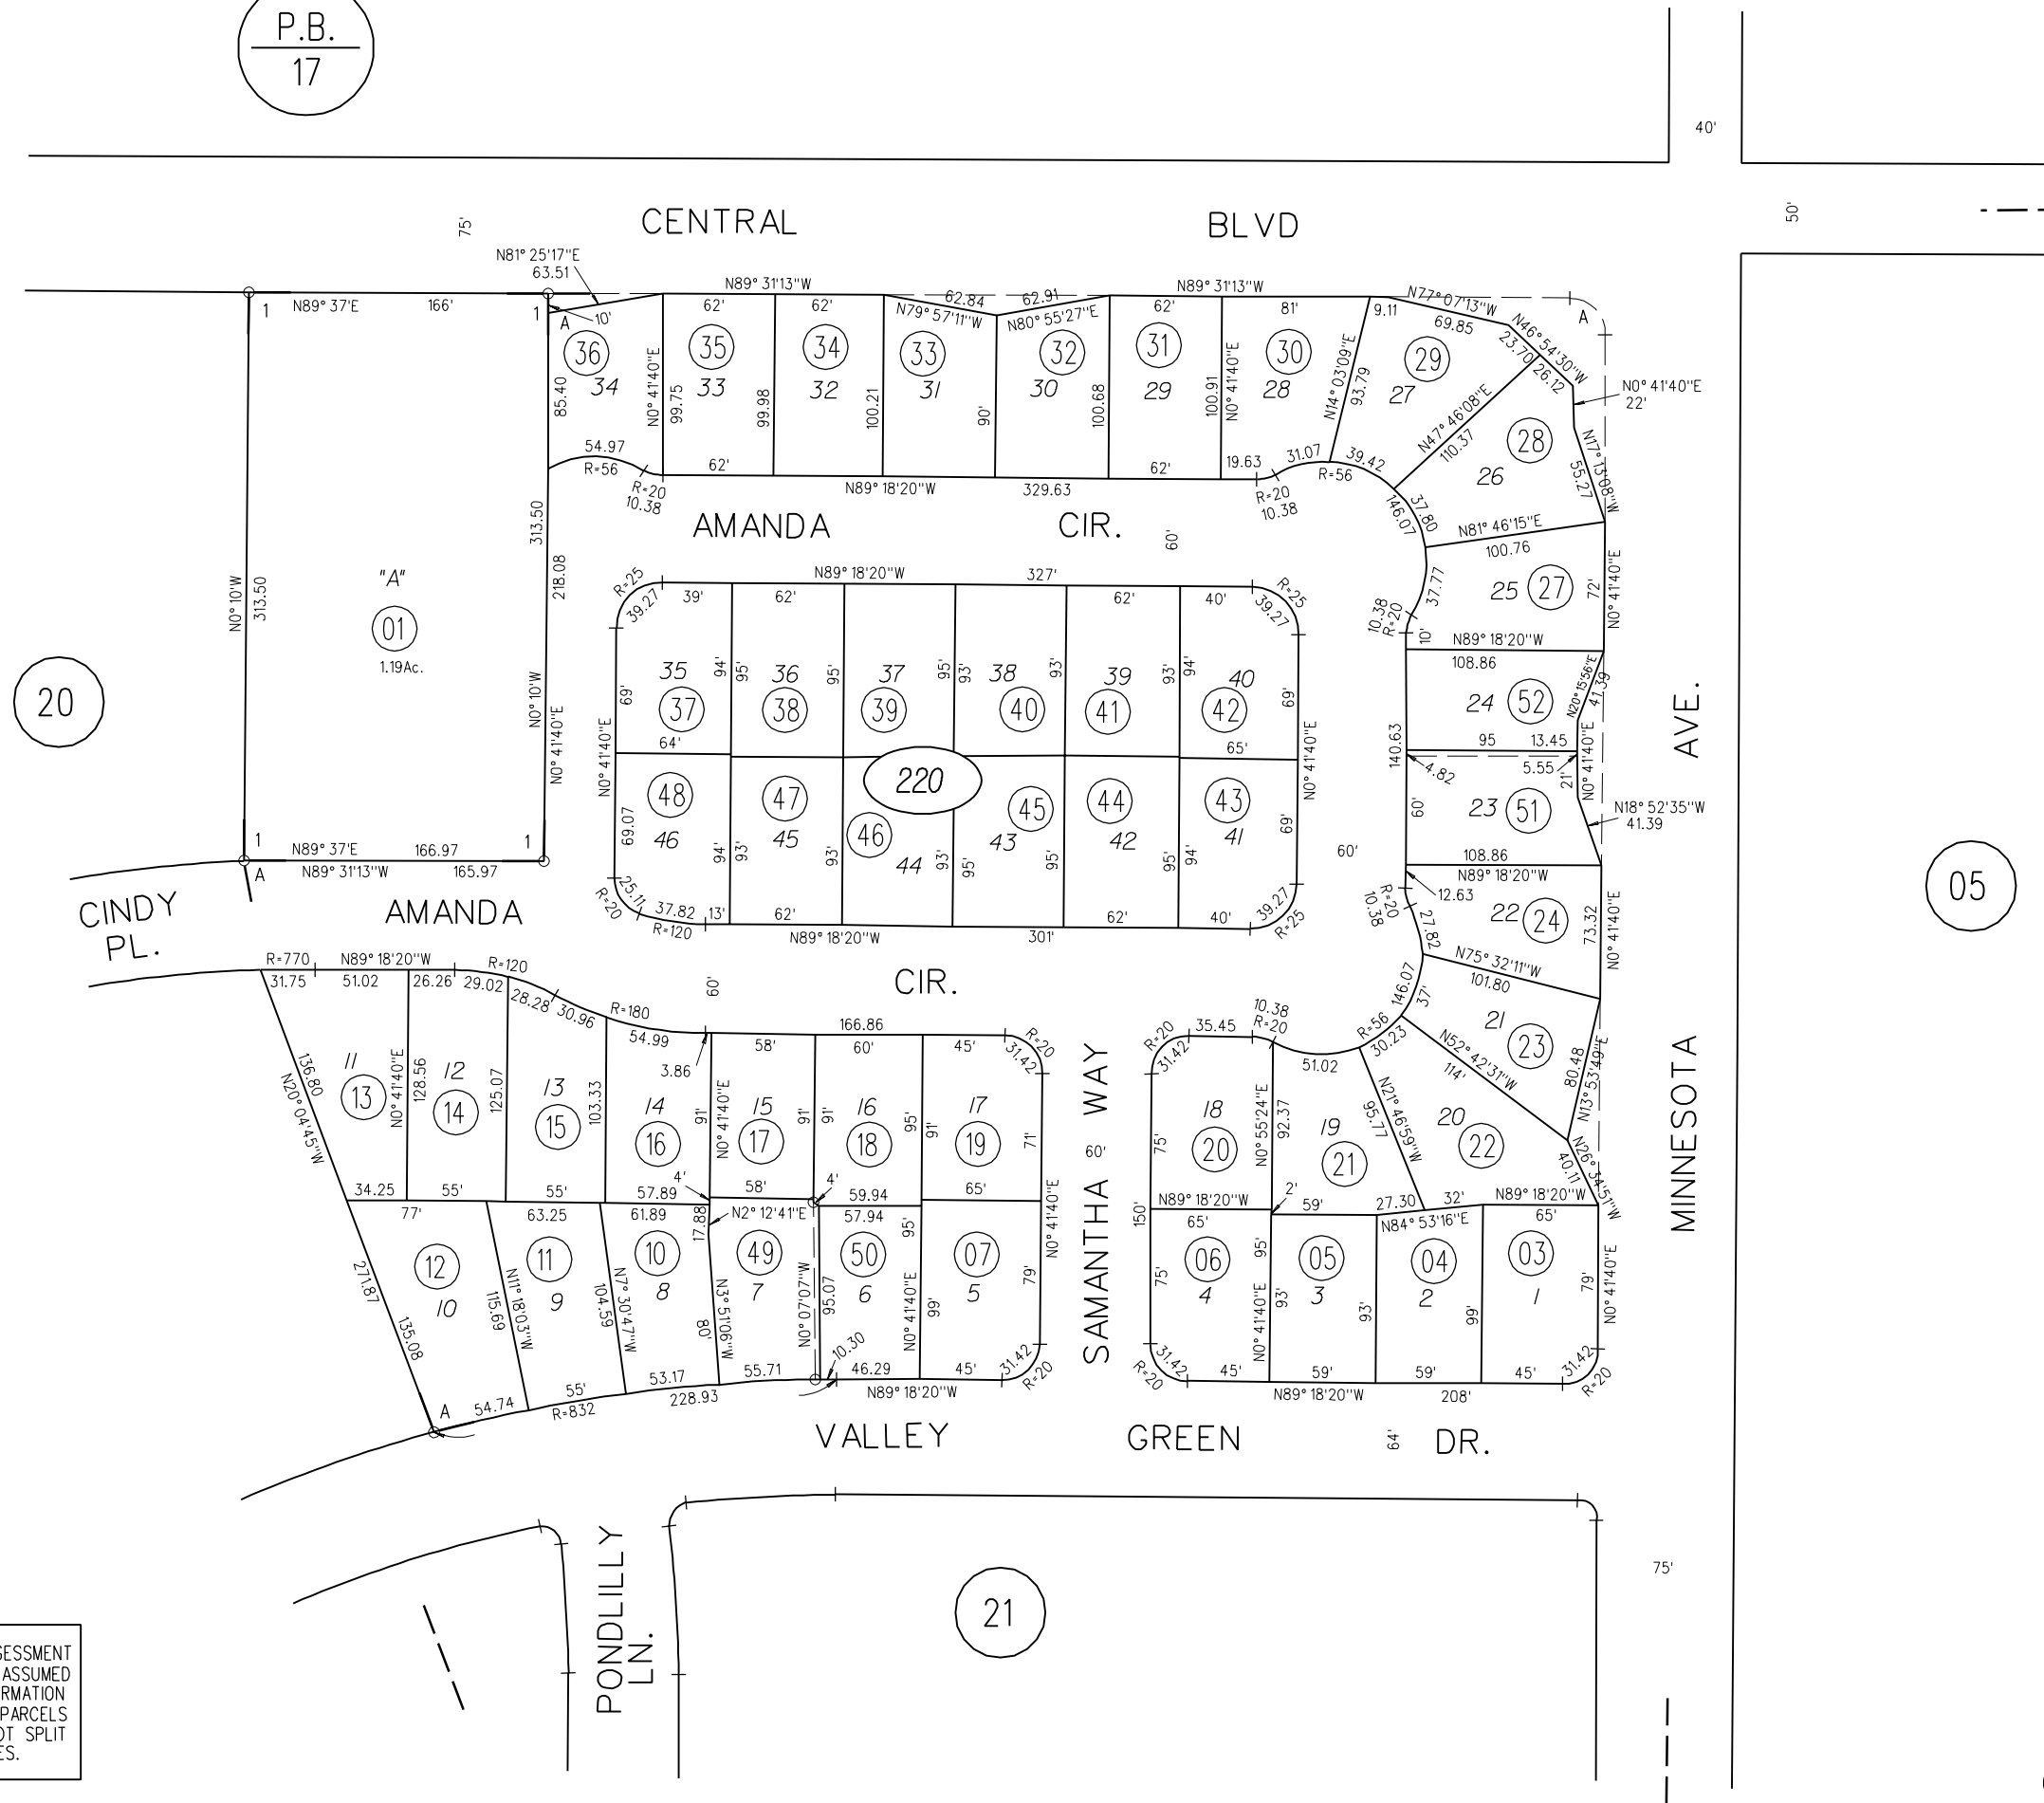 P.B.
17
40'
75'
CENTRAL BLVD
50'
N81° 25'17"E
63.51
N89° 37'E 166'
1
1
A
10'
N89° 31'13"W
62' 62'
62.84 62.91
N79° 57'11"W
N80° 55'27"E
N89° 31'13"W
62' 81'
9.11
N77° 07'13"W
69.85
N46° 54'30"W
23.70
26.12
A
N0° 41'40"E
22'
36
34
35
33
34
32
33
31
32
30
31
29
30
28
29
27
28
26
85.40
N0° 41'40"E
99.75
99.98
100.21
90'
100.68
100.91
N0° 41'40"E
N14° 03'09"E
93.79
N47° 46'08"E
110.37
N17° 13'08"W
55.27
54.97
R=56
R=20
10.38
62'
N89° 18'20"W 329.63
62'
19.63
R=20
10.38
31.07
R=56
39.42
146.07
37.80
N81° 46'15"E
100.76
AMANDA CIR.
60'
313.50
218.08
N0° 10'W
313.50
"A"
01
1.19Ac.
N0° 10'W
N0° 41'40"E
R=25
39.27
N89° 18'20"W 327'
39' 62' 62' 40'
R=25
39.27
37.77
10.38
R=20
10'
25
27
72'
N0° 41'40"E
N89° 18'20"W
108.86
20
35
37
36
38
37
39
38
40
39
41
40
42
69'
94'
95'
95'
95'
93'
93'
93'
94'
69'
24
52
N20° 15'56"E
41.39
64'
65'
N0° 41'40"E
N0° 41'40"E
140.63
95 13.45
4.82
5.55
21'
N0° 41'40"E
N18° 52'35"W
41.39
220
48
46
47
45
46
44
45
43
44
42
43
41
69.07
94'
93'
93'
93'
95'
95'
95'
94'
69'
60'
60'
23
51
108.86
N89° 18'20"W
AVE.
05
1
N89° 37'E 166.97
1
A
N89° 31'13"W 165.97
CINDY
PL.
AMANDA
CIR.
R=20
25.11
37.82
R=120
13' 62' 62' 40'
N89° 18'20"W 301'
39.27
R=25
12.63
R=20
10.38
27.82
22
24
73.32
N0° 41'40"E
N75° 32'11"W
101.80
R=770
31.75
N89° 18'20"W
51.02
26.26
R=120
29.02
28.28
30.96
R=180
54.99
60'
3.86
166.86
58' 60' 45'
R=20
31.42
SAMANTHA WAY
60'
R=20
31.42
35.45
10.38
R=20
51.02
R=56
30.23
146.07
37'
N52° 42'31"W
114'
21
23
80.48
N13° 53'49"E
11
13
12
14
13
15
14
16
15
17
16
18
17
19
18
20
19
21
20
22
136.80
N20° 04'45"W
N0° 41'40"E
128.56
125.07
103.33
91'
N0° 41'40"E
91'
91'
95'
91'
71'
N0° 41'40"E
75'
N0° 55'24"E
92.37
N21° 46'59"W
95.77
N26° 34'51"W
40.11
MINNESOTA
34.25 55' 55' 57.89
4'
58'
4'
59.94
65'
N89° 18'20"W
65'
2'
59'
27.30
32'
N84° 53'16"E
N89° 18'20"W
65'
77' 63.25 61.89
17.88
N2° 12'41"E
57.94
95'
150'
12
10
11
9
10
8
49
7
50
6
07
5
06
4
05
3
04
2
03
1
271.87
135.08
115.69
N11° 18'03"W
104.59
N7° 30'47"W
80'
N3° 51'06"W
N0° 07'07"W
95.07
N0° 41'40"E
99'
79'
75'
95'
N0° 41'40"E
93'
93'
99'
79'
N0° 41'40"E
A
54.74
55'
R=832
53.17
228.93
55.71
10.30
46.29
45'
N89° 18'20"W
31.42
R=20
31.42
R=20
45' 59' 59' 45'
N89° 18'20"W 208'
31.42
R=20
VALLEY GREEN DR.
64'
PONDLILLY
LN.
21
75'
SESSMENT
ASSUMED
RMATION
PARCELS
OT SPLIT
ES.